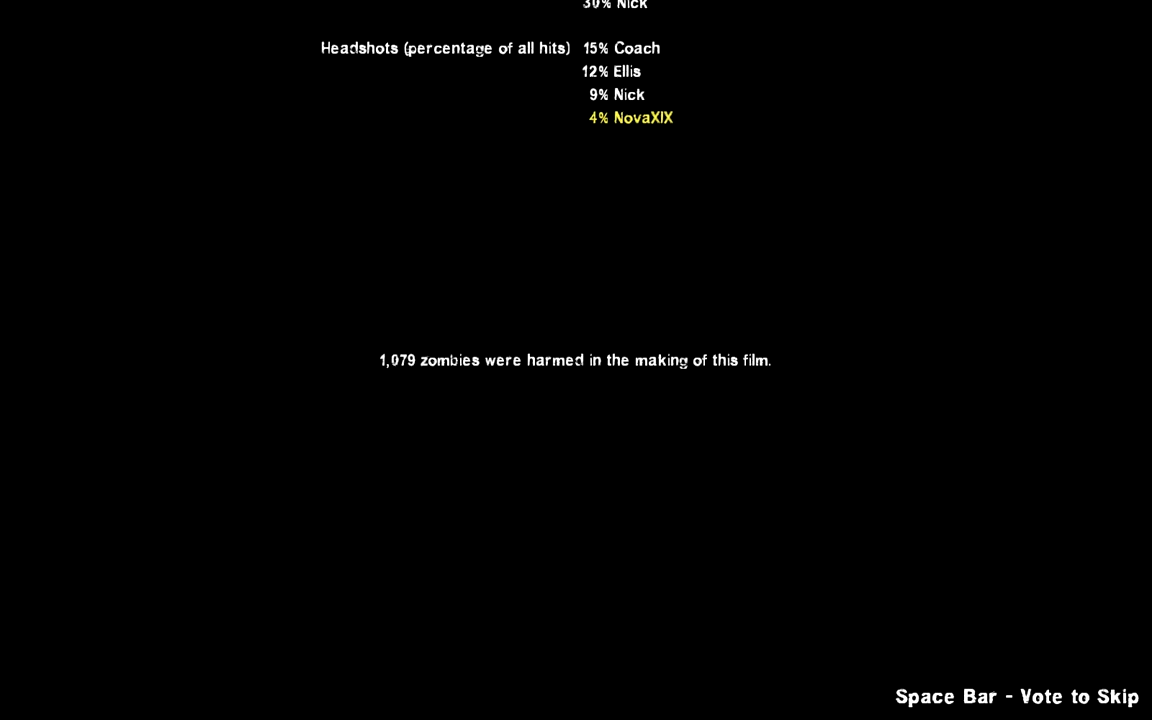 30% Nick
Headshots (percentage of all hits) 15% Coach
12% Ellis
9% Nick
4% NovaXIX
1,079 zombies were harmed in the making of this film.
Space Bar - Vote to Skip